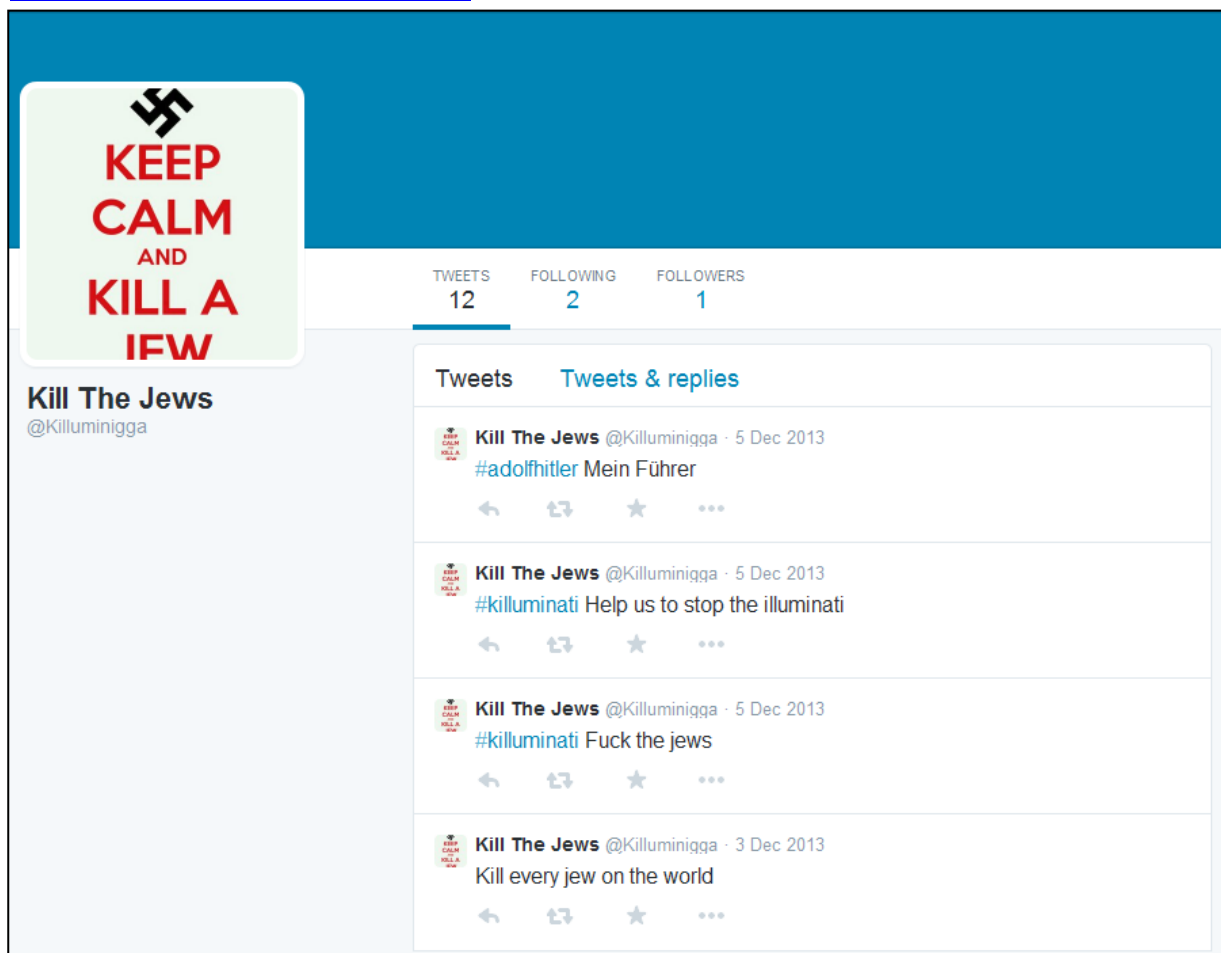 KEEP
CALM
AND
KILL A
JEW
TWEETS
FOLLOWING
FOLLOWERS
12
2
1
Kill The Jews
@Killuminigga
Tweets
Tweets & replies
Kill The Jews @Killuminigga · 5 Dec 2013
#adolfhitler Mein Führer
Kill The Jews @Killuminigga · 5 Dec 2013
#killuminati Help us to stop the illuminati
Kill The Jews @Killuminigga · 5 Dec 2013
#killuminati Fuck the jews
Kill The Jews @Killuminigga · 3 Dec 2013
Kill every jew on the world